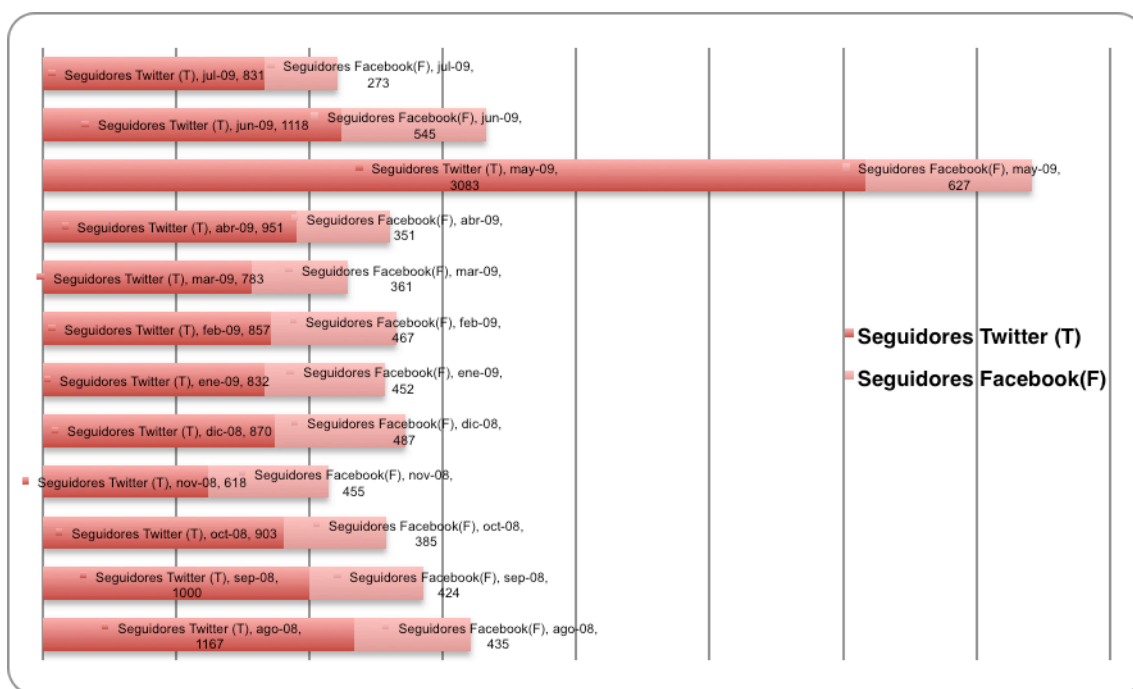 Seguidores Twitter (T), jul-09, 831
Seguidores Facebook(F), jul-09,
273
Seguidores Twitter (T), jun-09, 1118
Seguidores Facebook(F), jun-09,
545
Seguidores Twitter (T), may-09,
3083
Seguidores Facebook(F), may-09,
627
Seguidores Twitter (T), abr-09, 951
Seguidores Facebook(F), abr-09,
351
Seguidores Twitter (T), mar-09, 783
Seguidores Facebook(F), mar-09,
361
Seguidores Twitter (T), feb-09, 857
Seguidores Facebook(F), feb-09,
467
Seguidores Twitter (T), ene-09, 832
Seguidores Facebook(F), ene-09,
452
Seguidores Twitter (T), dic-08, 870
Seguidores Facebook(F), dic-08,
487
Seguidores Twitter (T), nov-08, 618
Seguidores Facebook(F), nov-08,
455
Seguidores Twitter (T), oct-08, 903
Seguidores Facebook(F), oct-08,
385
Seguidores Twitter (T), sep-08,
1000
Seguidores Facebook(F), sep-08,
424
Seguidores Twitter (T), ago-08,
1167
Seguidores Facebook(F), ago-08,
435
Seguidores Twitter (T)
Seguidores Facebook(F)